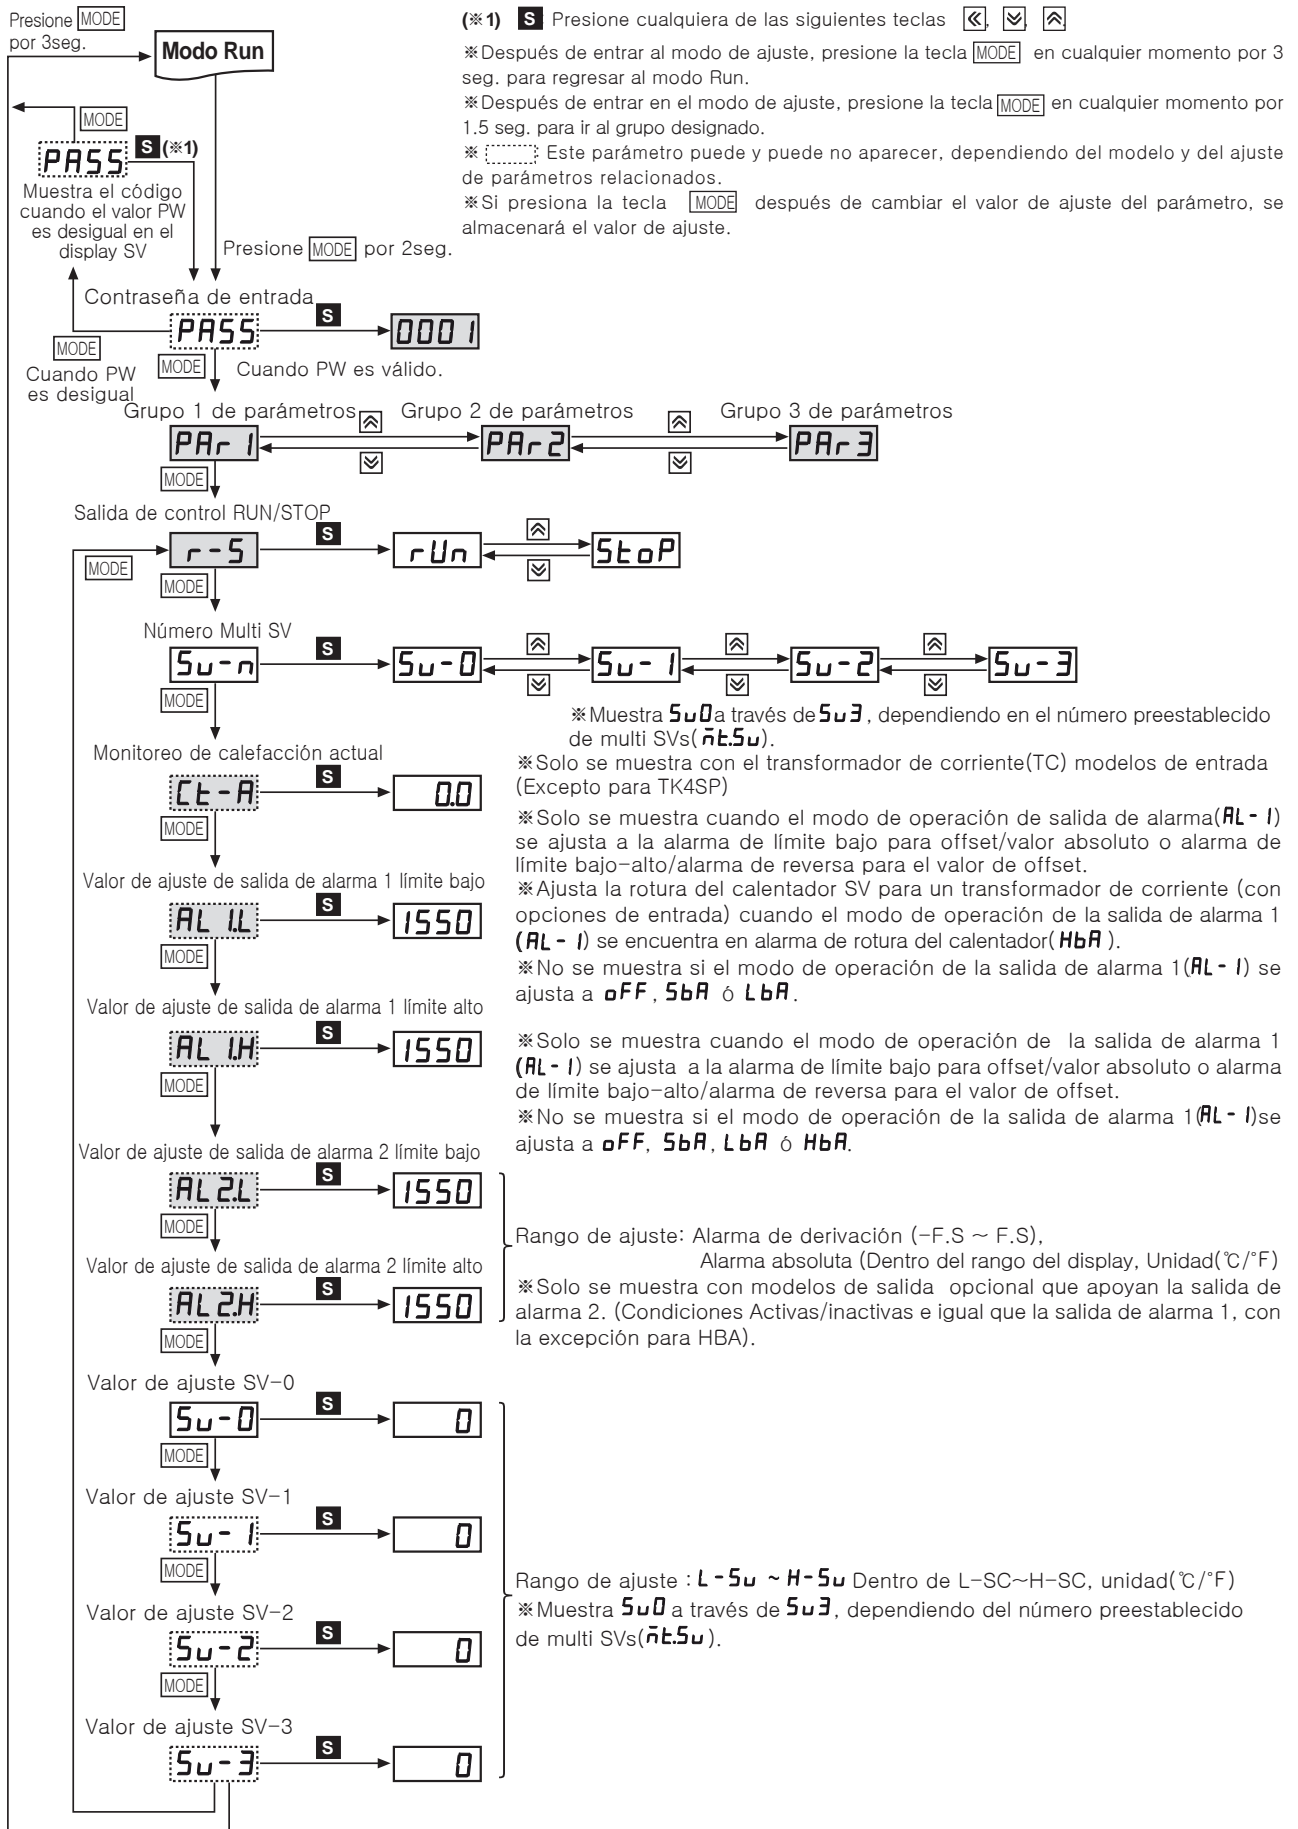 Presione MODE
por 3seg.
Modo Run
(※1) S Presione cualquiera de las siguientes teclas
※Después de entrar al modo de ajuste, presione la tecla MODE en cualquier momento por 3
seg. para regresar al modo Run.
※Después de entrar en el modo de ajuste, presione la tecla MODE en cualquier momento por
1.5 seg. para ir al grupo designado.
※ : Este parámetro puede y puede no aparecer, dependiendo del modelo y del ajuste
de parámetros relacionados.
※Si presiona la tecla MODE después de cambiar el valor de ajuste del parámetro, se
almacenará el valor de ajuste.
MODE
PASS S (※1)
Muestra el código
cuando el valor PW
es desigual en el
display SV
Presione MODE por 2seg.
Contraseña de entrada
PASS S 0001
MODE
Cuando PW
es desigual
MODE Cuando PW es válido.
Grupo 1 de parámetros Grupo 2 de parámetros Grupo 3 de parámetros
PAr1 PAr2 PAr3
MODE
Salida de control RUN/STOP
r-S S rUn StoP
MODE
MODE
Número Multi SV
Su-n S Su-0 Su-1 Su-2 Su-3
MODE
※Muestra Su0 a través de Su3, dependiendo en el número preestablecido
de multi SVs(mt.Su).
Monitoreo de calefacción actual
Ct-A S 0.0
MODE
※Solo se muestra con el transformador de corriente(TC) modelos de entrada
(Excepto para TK4SP)
※Solo se muestra cuando el modo de operación de salida de alarma(AL-1)
se ajusta a la alarma de límite bajo para offset/valor absoluto o alarma de
límite bajo-alto/alarma de reversa para el valor de offset.
Valor de ajuste de salida de alarma 1 límite bajo
AL1.L S 1550
MODE
※Ajusta la rotura del calentador SV para un transformador de corriente (con
opciones de entrada) cuando el modo de operación de la salida de alarma 1
(AL-1) se encuentra en alarma de rotura del calentador(HbA).
※No se muestra si el modo de operación de la salida de alarma 1(AL-1) se
ajusta a oFF, SbA ó LbA.
Valor de ajuste de salida de alarma 1 límite alto
AL1.H S 1550
MODE
※Solo se muestra cuando el modo de operación de la salida de alarma 1
(AL-1) se ajusta a la alarma de límite bajo para offset/valor absoluto o alarma
de límite bajo-alto/alarma de reversa para el valor de offset.
※No se muestra si el modo de operación de la salida de alarma 1(AL-1)se
ajusta a oFF, SbA, LbA ó HbA.
Valor de ajuste de salida de alarma 2 límite bajo
AL2.L S 1550
MODE
Valor de ajuste de salida de alarma 2 límite alto
AL2.H S 1550
MODE
Rango de ajuste: Alarma de derivación (-F.S ~ F.S),
Alarma absoluta (Dentro del rango del display, Unidad(℃/°F)
※Solo se muestra con modelos de salida opcional que apoyan la salida de
alarma 2. (Condiciones Activas/inactivas e igual que la salida de alarma 1, con
la excepción para HBA).
Valor de ajuste SV-0
Su-0 S 0
MODE
Valor de ajuste SV-1
Su-1 S 0
MODE
Valor de ajuste SV-2
Su-2 S 0
MODE
Valor de ajuste SV-3
Su-3 S 0
Rango de ajuste : L-Su ~ H-Su Dentro de L-SC~H-SC, unidad(℃/°F)
※Muestra Su0 a través de Su3, dependiendo del número preestablecido
de multi SVs(mt.Su).